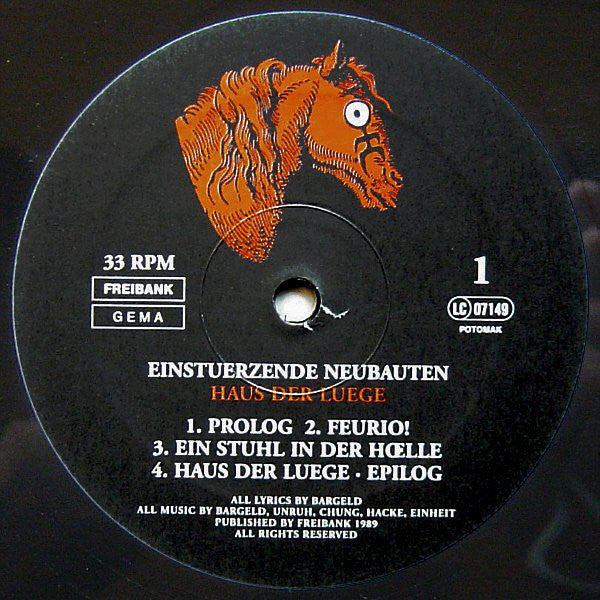 33 RPM
FREIBANK
GEMA
1
LC 07149
POTOMAK
EINSTUERZENDE NEUBAUTEN
HAUS DER LUEGE
1. PROLOG 2. FEURIO!
3. EIN STUHL IN DER HŒLLE
4. HAUS DER LUEGE · EPILOG
ALL LYRICS BY BARGELD
ALL MUSIC BY BARGELD, UNRUH, CHUNG, HACKE, EINHEIT
PUBLISHED BY FREIBANK 1989
ALL RIGHTS RESERVED